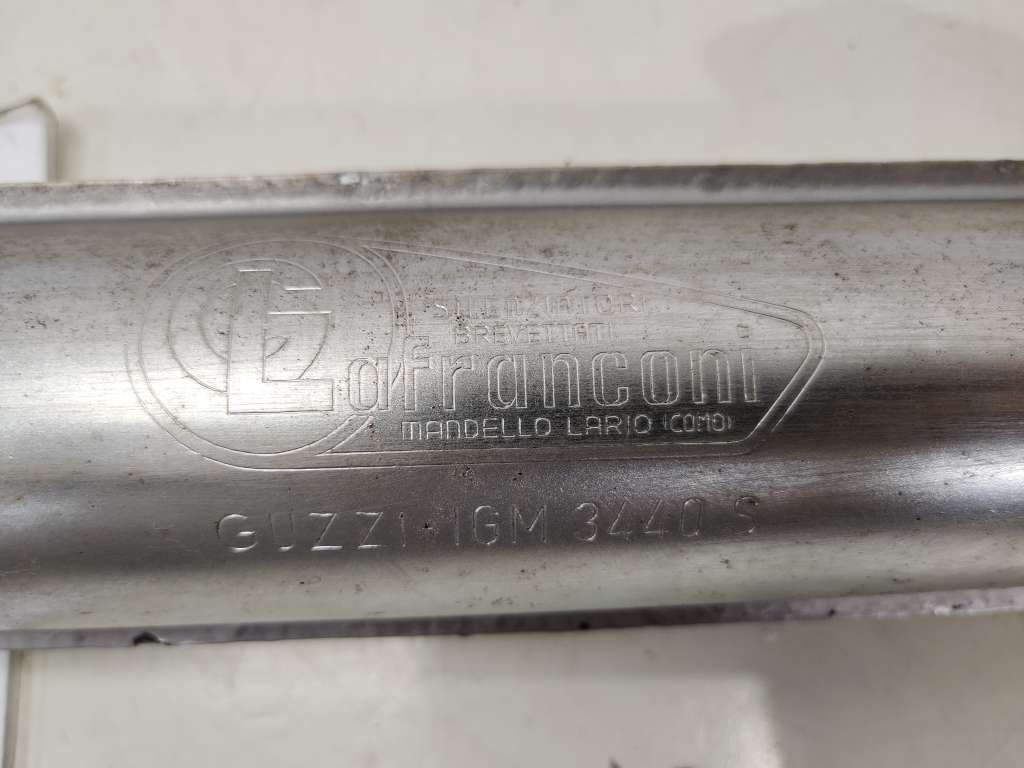 SILENZIATORI
BREVETTATI
Lafranconi
MANDELLO LARIO (COMO)
GUZZI-IGM 3440 S